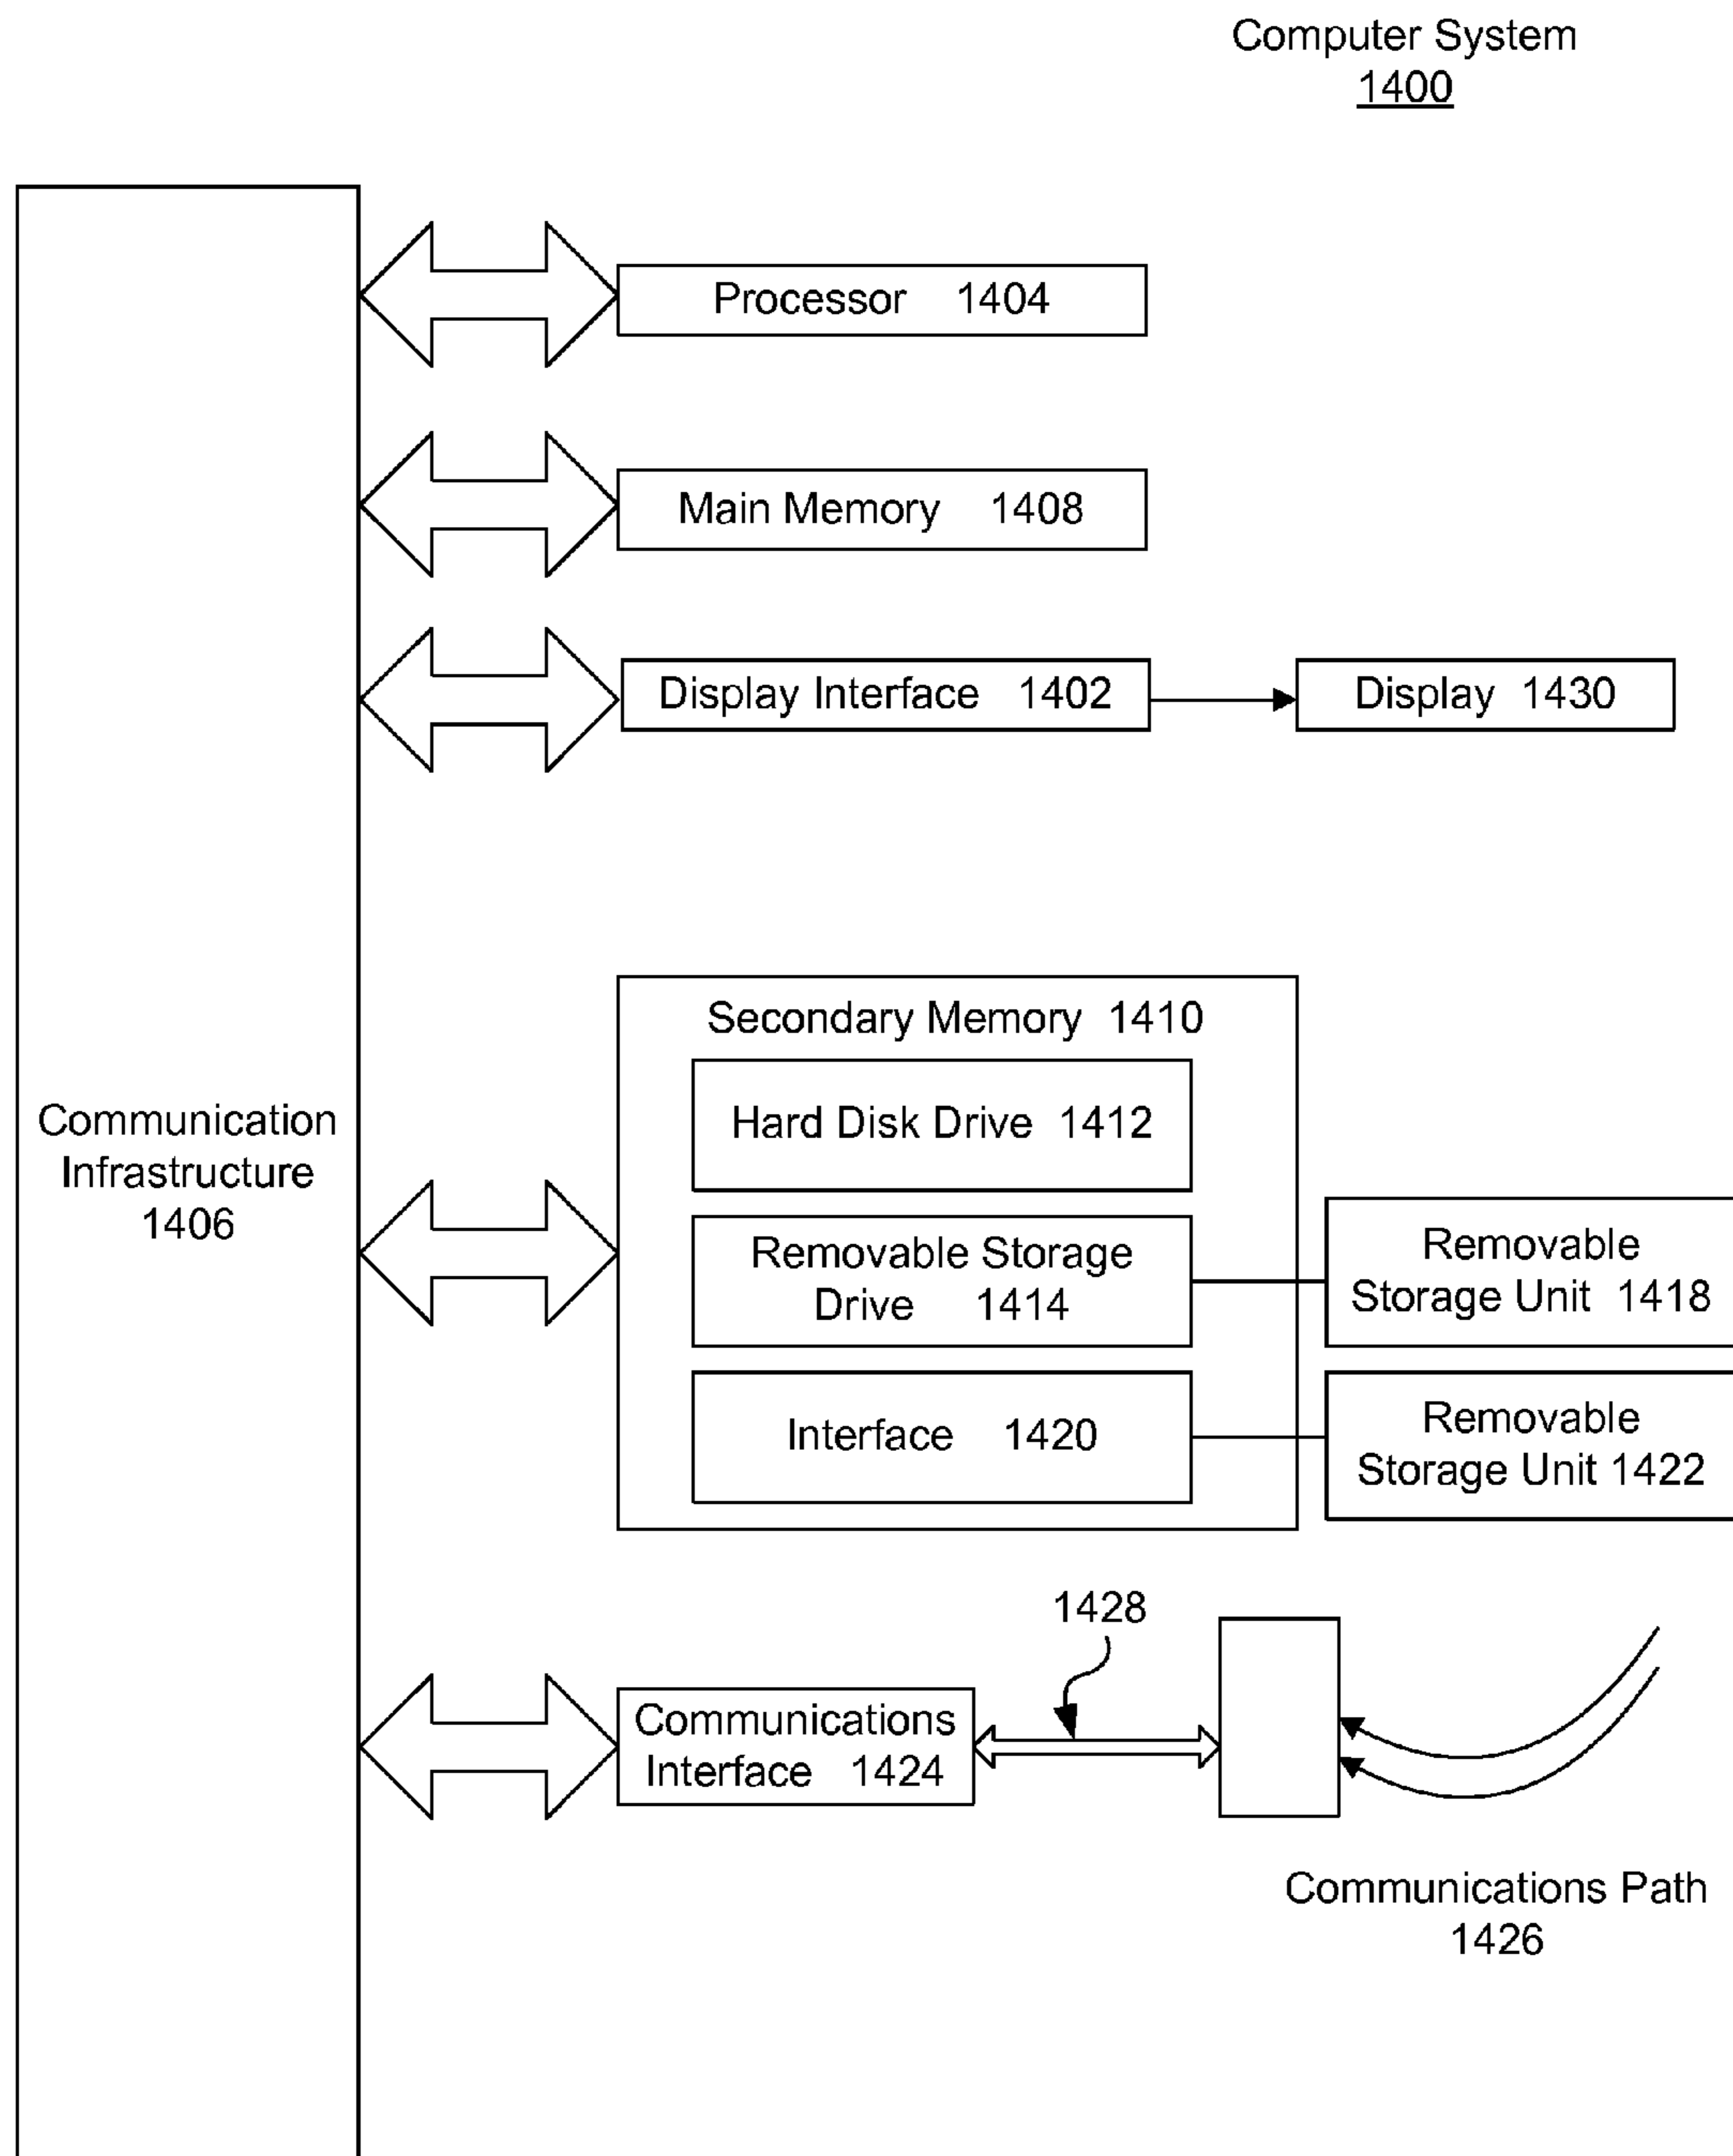 Computer System
1400
Processor 1404
Main Memory 1408
Display Interface 1402
Display 1430
Communication
Infrastructure
1406
Secondary Memory 1410
Hard Disk Drive 1412
Removable Storage
Drive 1414
Removable
Storage Unit 1418
Interface 1420
Removable
Storage Unit 1422
1428
Communications
Interface 1424
Communications Path
1426